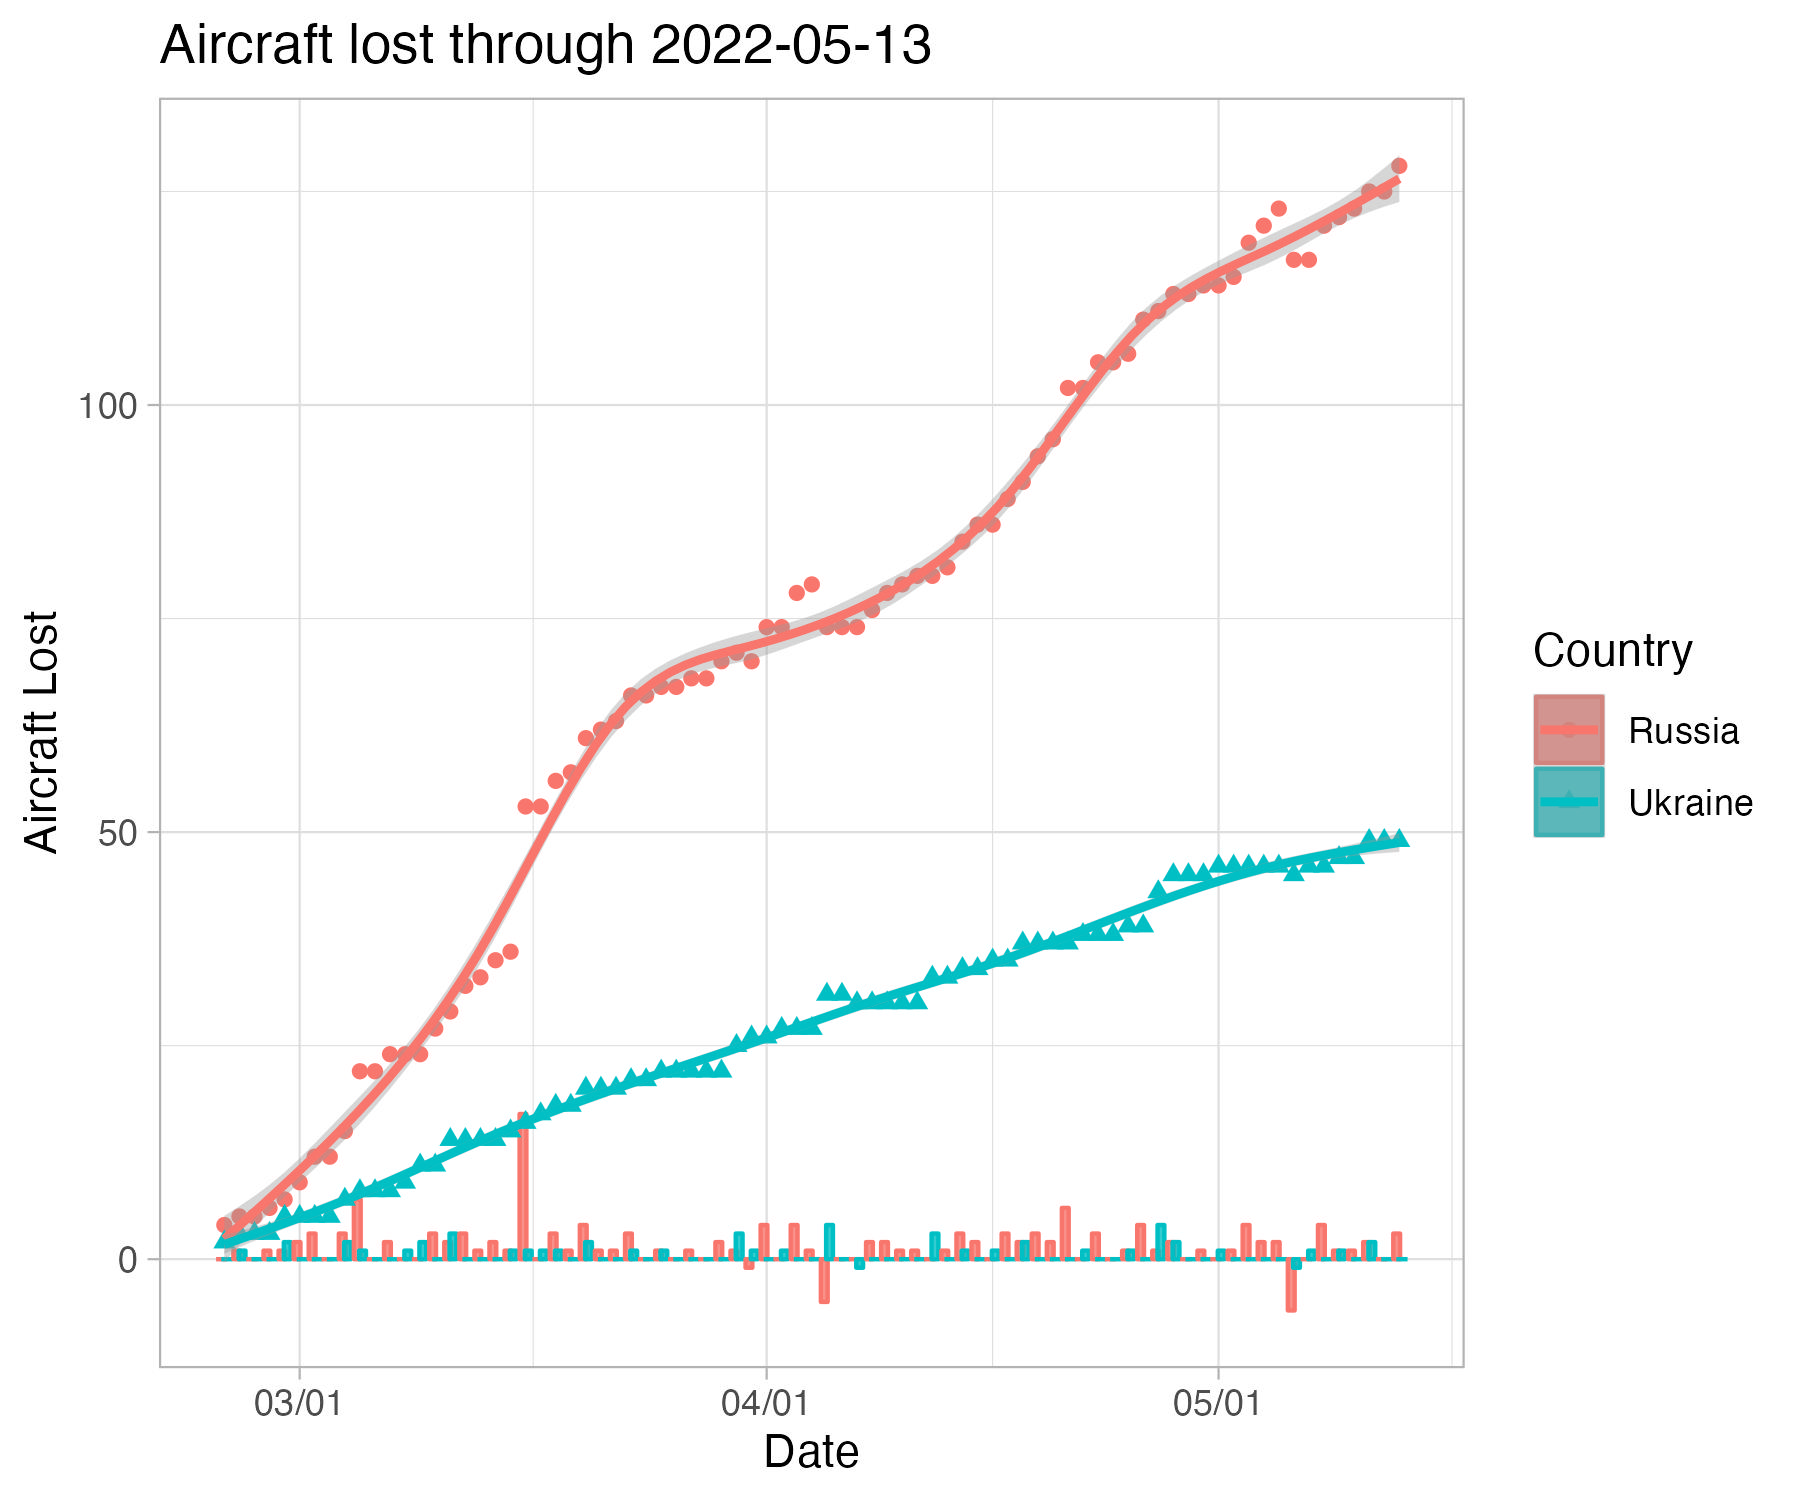 Aircraft lost through 2022-05-13
Aircraft Lost
100
50
0
03/01
04/01
05/01
Date
Country
Russia
Ukraine